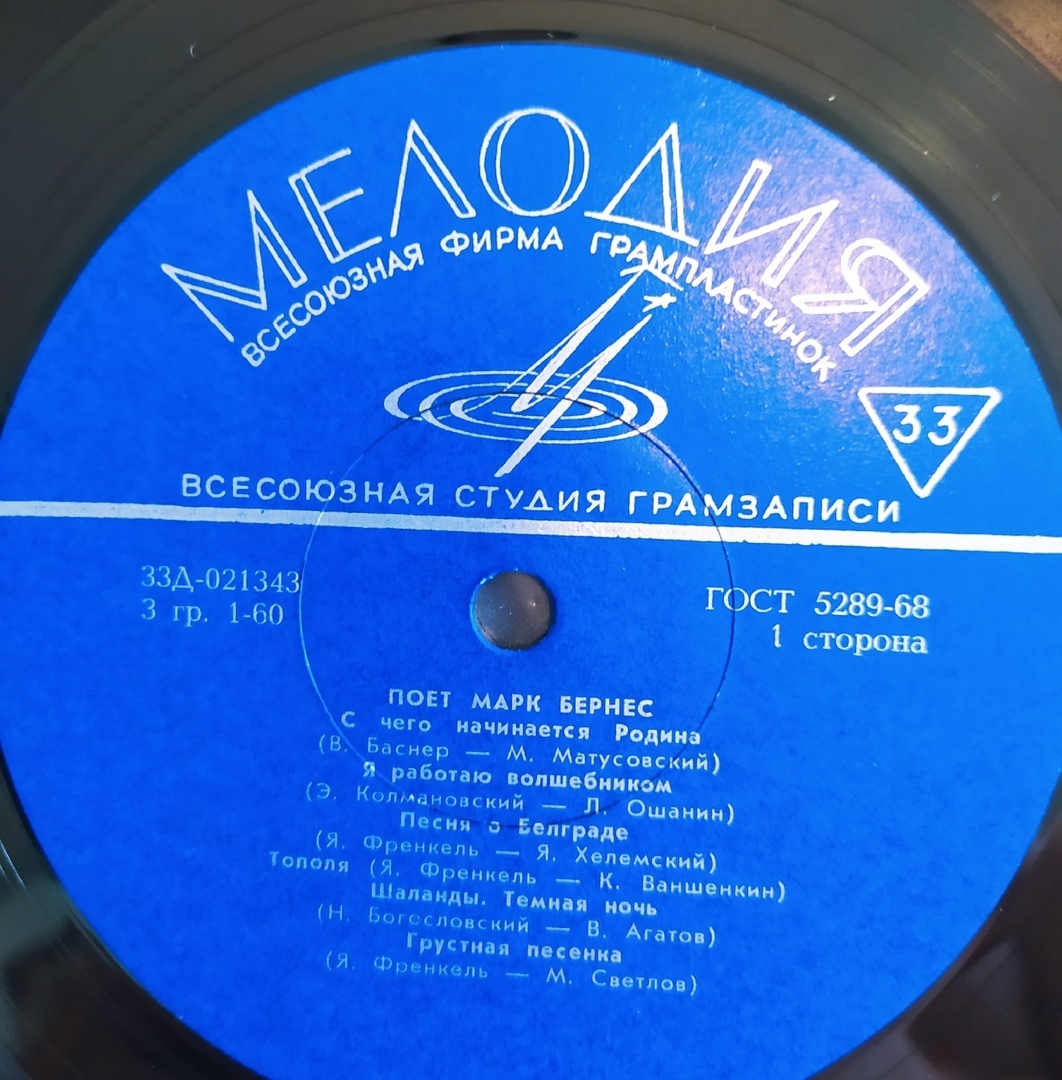 МЕЛОДИЯ
ВСЕСОЮЗНАЯ ФИРМА ГРАМПЛАСТИНОК
33
ВСЕСОЮЗНАЯ СТУДИЯ ГРАМЗАПИСИ
33Д-021343
3 гр. 1-60
ГОСТ 5289-68
1 сторона
ПОЕТ МАРК БЕРНЕС
С чего начинается Родина
(В. Баснер — М. Матусовский)
Я работаю волшебником
(Э. Колмановский — Л. Ошанин)
Песня о Белграде
(Я. Френкель — Я. Хелемский)
Тополя (Я. Френкель — К. Ваншенкин)
Шаланды. Темная ночь
(Н. Богословский — В. Агатов)
Грустная песенка
(Я. Френкель — М. Светлов)